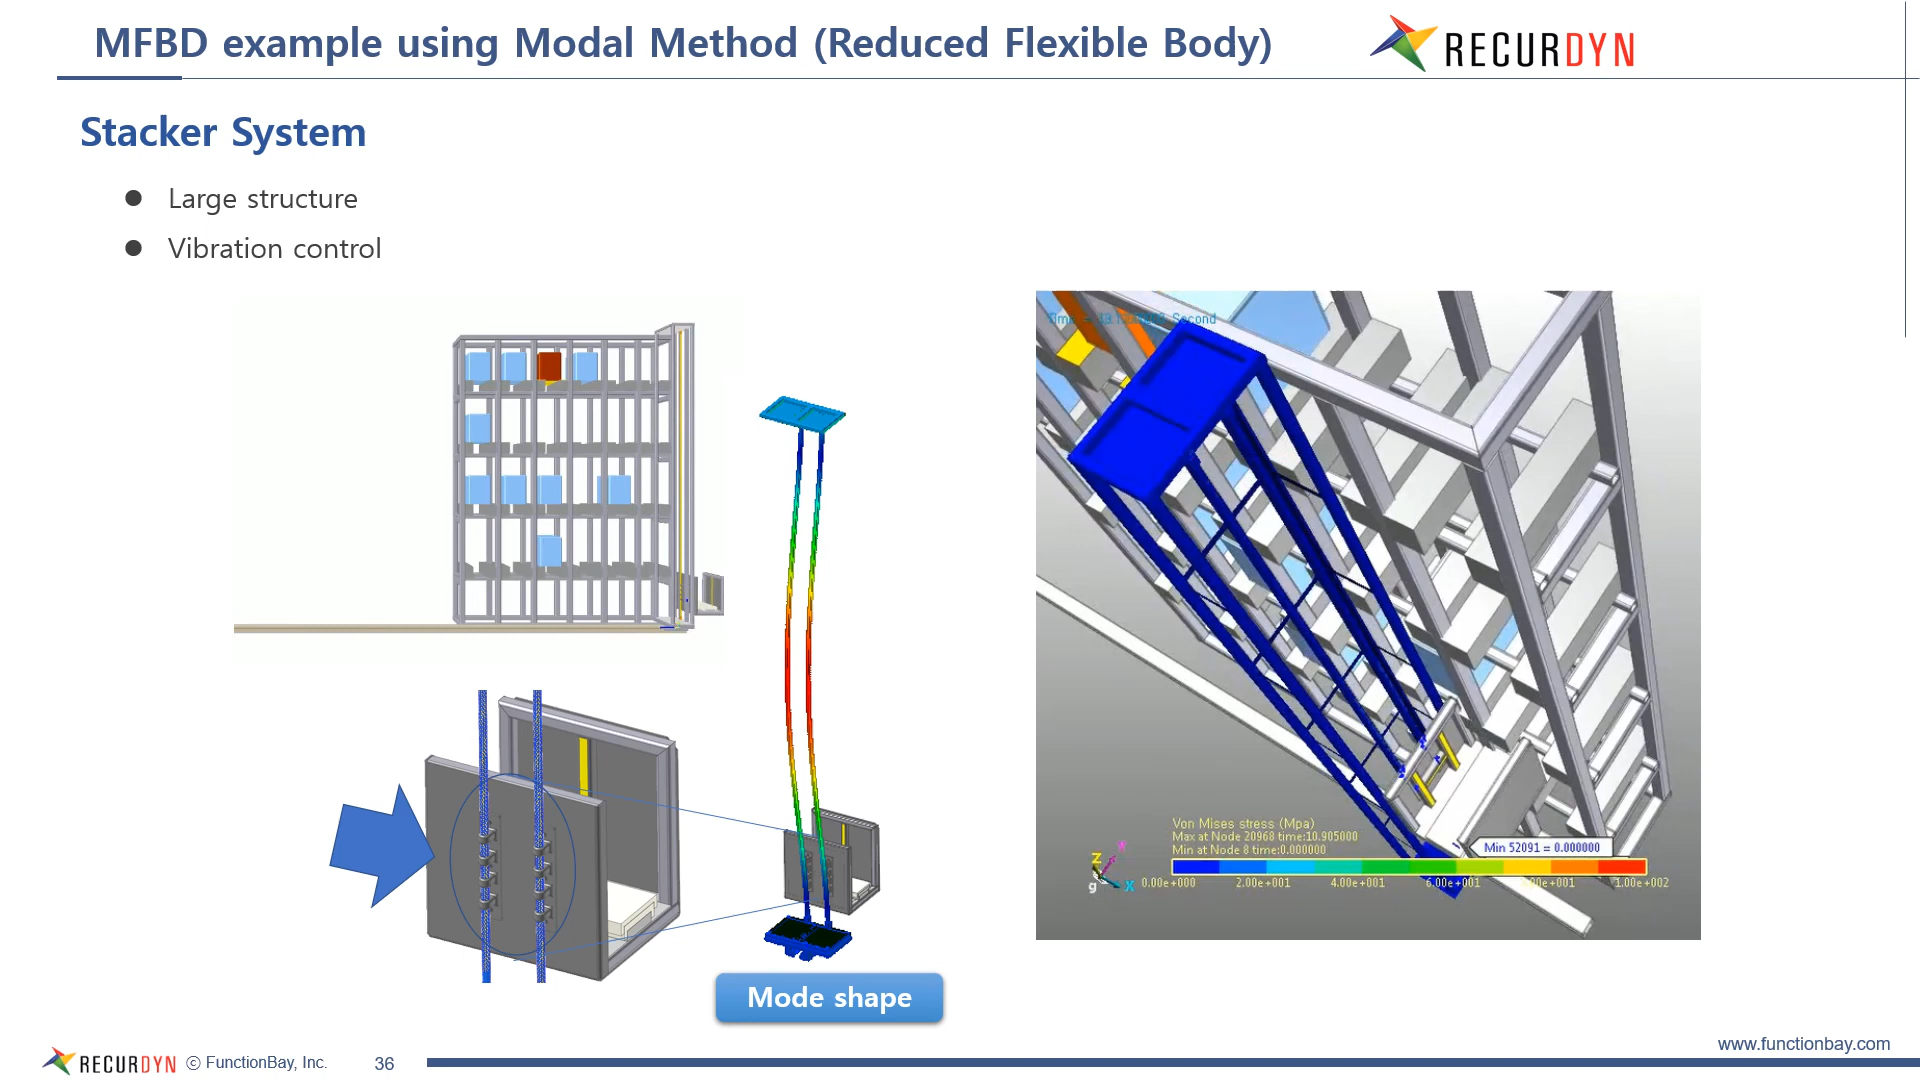 MFBD example using Modal Method (Reduced Flexible Body)
RECURDYN
Stacker System
● Large structure
● Vibration control
Second
Von Mises stress (Mpa)
Max at Node 20968 time:10.905000
Min at Node 8 time:0.000000
Min 52091 = 0.000000
Z
Y
X
g
0.00e+000 2.00e+001 4.00e+001 6.00e+001 1.00e+002
Mode shape
www.functionbay.com
RECURDYN © FunctionBay, Inc. 36